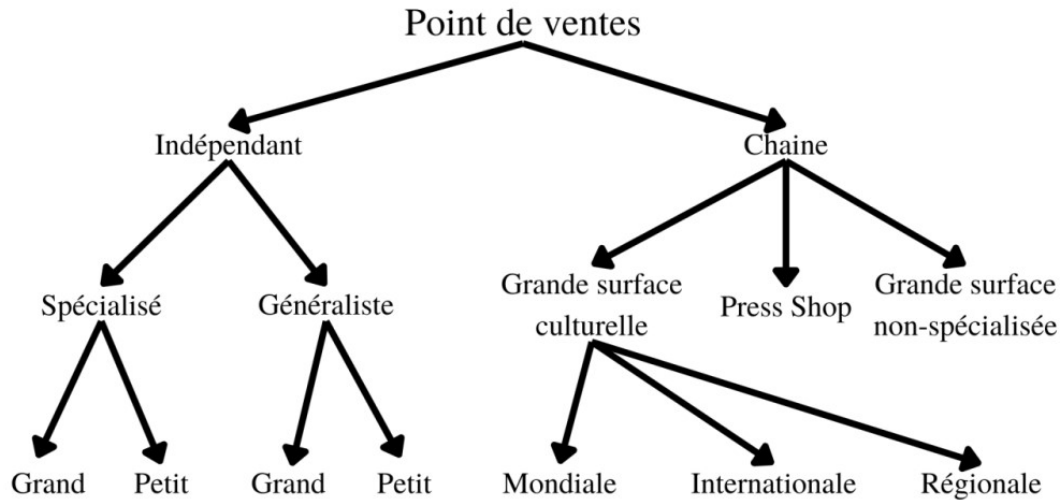 Point de ventes
Indépendant
Chaine
Spécialisé
Généraliste
Grande surface
culturelle
Press Shop
Grande surface
non-spécialisée
Grand
Petit
Grand
Petit
Mondiale
Internationale
Régionale